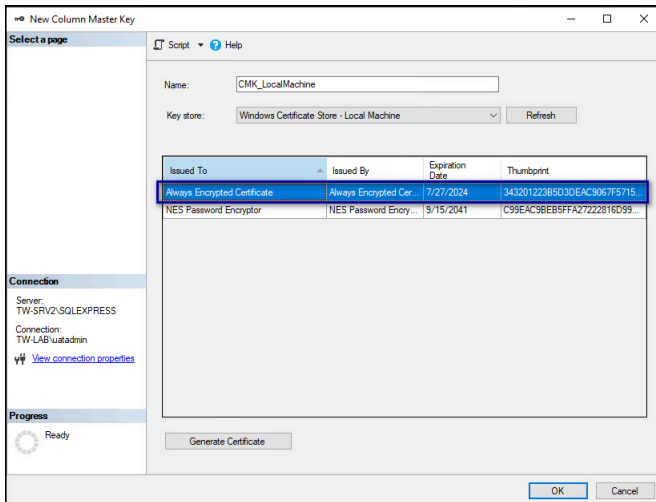 New Column Master Key
Select a page
Script Help
Name: CMK_LocalMachine
Key store: Windows Certificate Store - Local Machine Refresh
Issued To Issued By Expiration Date Thumbprint
Always Encrypted Certificate Always Encrypted Cer... 7/27/2024 343201223B5D3DEAC9067F5715...
NES Password Encryptor NES Password Encry... 9/15/2041 C99EAC9BEB5FFA27222816D99...
Connection
Server:
TW-SRV2\SQLEXPRESS
Connection:
TW-LAB\uatadmin
View connection properties
Progress
Ready
Generate Certificate
OK Cancel